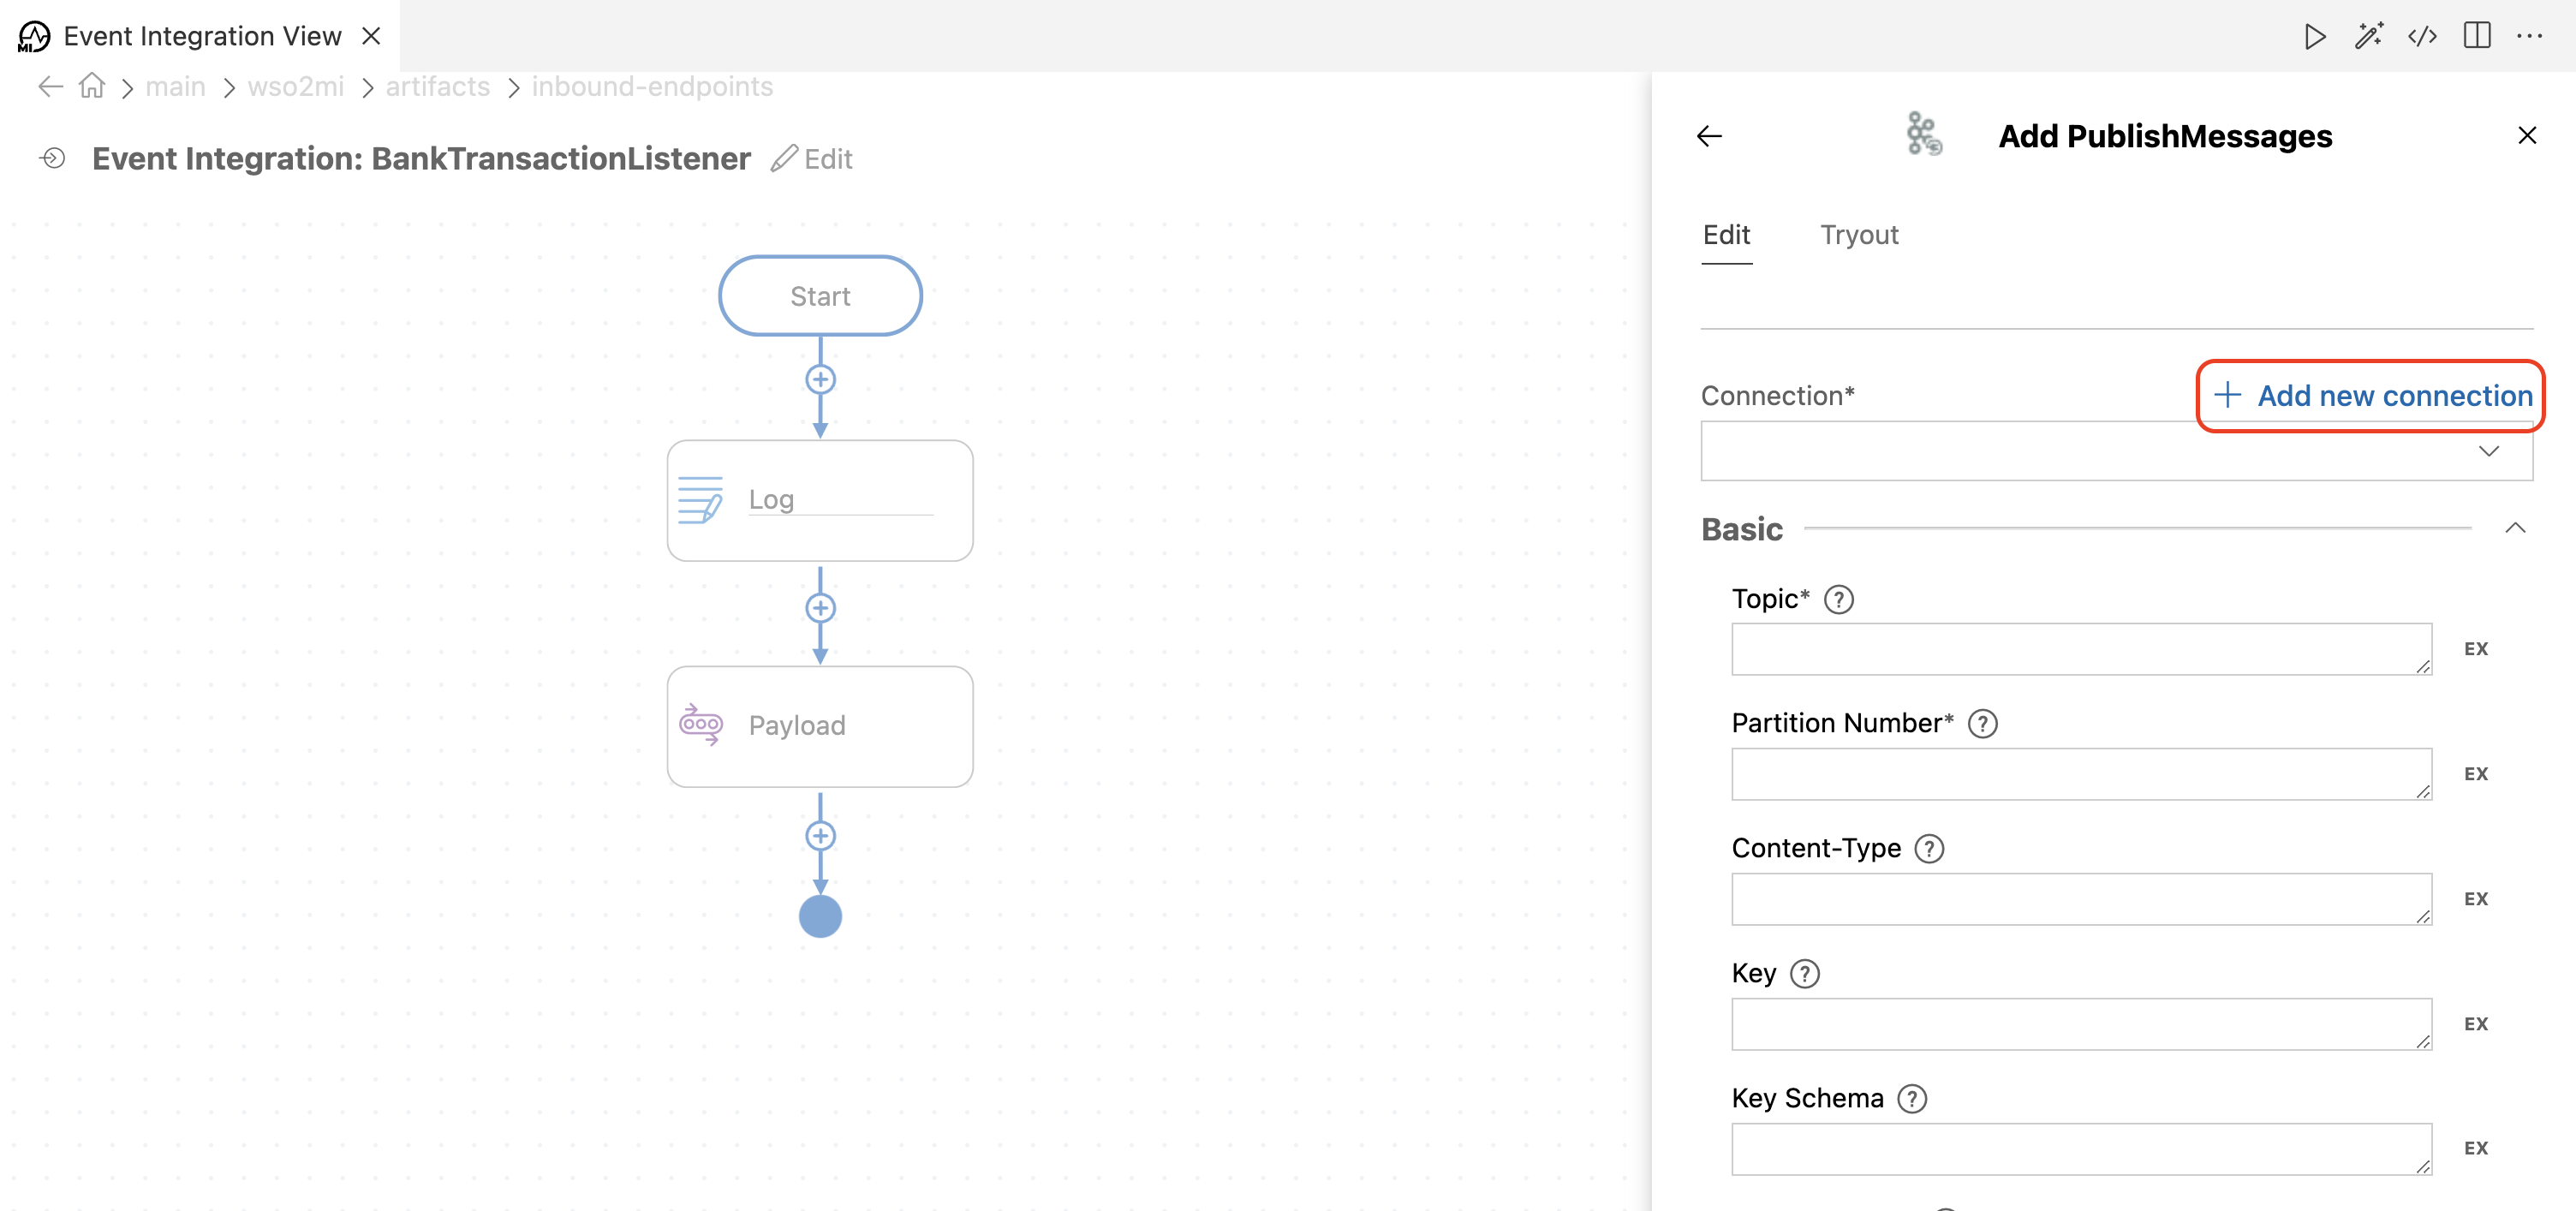 MI Event Integration View
main > wso2mi > artifacts > inbound-endpoints
Event Integration: BankTransactionListener Edit
Start
Log
Payload
Add PublishMessages
Edit Tryout
Connection* + Add new connection
Basic
Topic* ?
EX
Partition Number* ?
EX
Content-Type ?
EX
Key ?
EX
Key Schema ?
EX